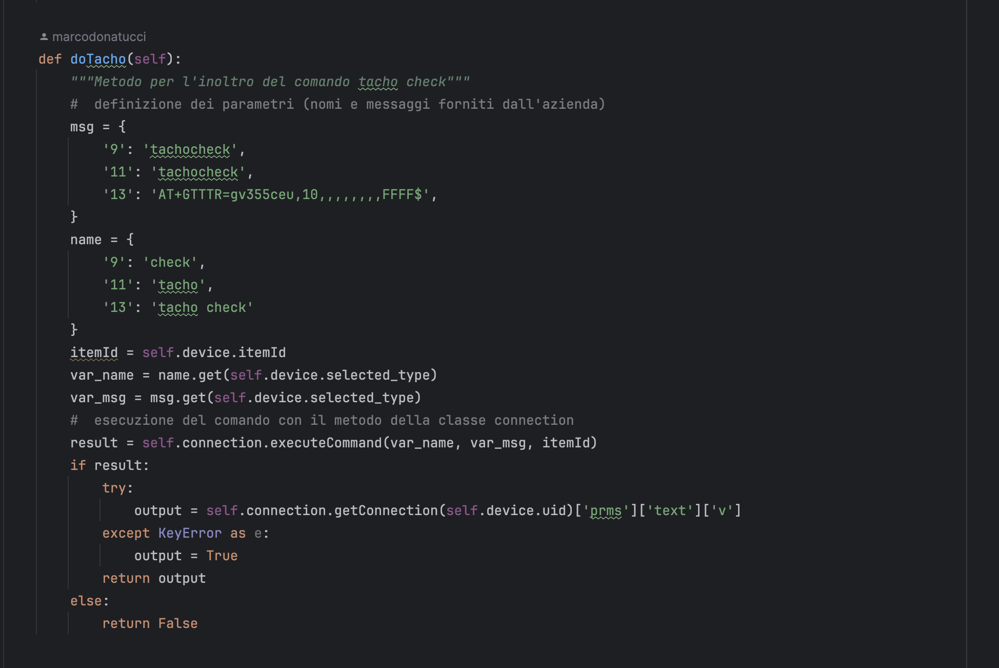 marcodonatucci
def doTacho(self):
"""Metodo per l'inoltro del comando tacho check"""
#  definizione dei parametri (nomi e messaggi forniti dall'azienda)
msg = {
'9': 'tachocheck',
'11': 'tachocheck',
'13': 'AT+GTTTR=gv355ceu,10,,,,,,,,FFFF$',
}
name = {
'9': 'check',
'11': 'tacho',
'13': 'tacho check'
}
itemId = self.device.itemId
var_name = name.get(self.device.selected_type)
var_msg = msg.get(self.device.selected_type)
#  esecuzione del comando con il metodo della classe connection
result = self.connection.executeCommand(var_name, var_msg, itemId)
if result:
try:
output = self.connection.getConnection(self.device.uid)['prms']['text']['v']
except KeyError as e:
output = True
return output
else:
return False